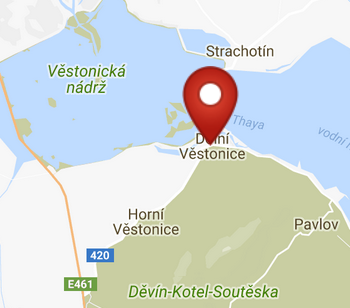 Strachotín
Věstonická
nádrž
Thaya
vodní
Dolní
Věstonice
Horní
Věstonice
Pavlov
420
E461
Děvín-Kotel-Soutěska